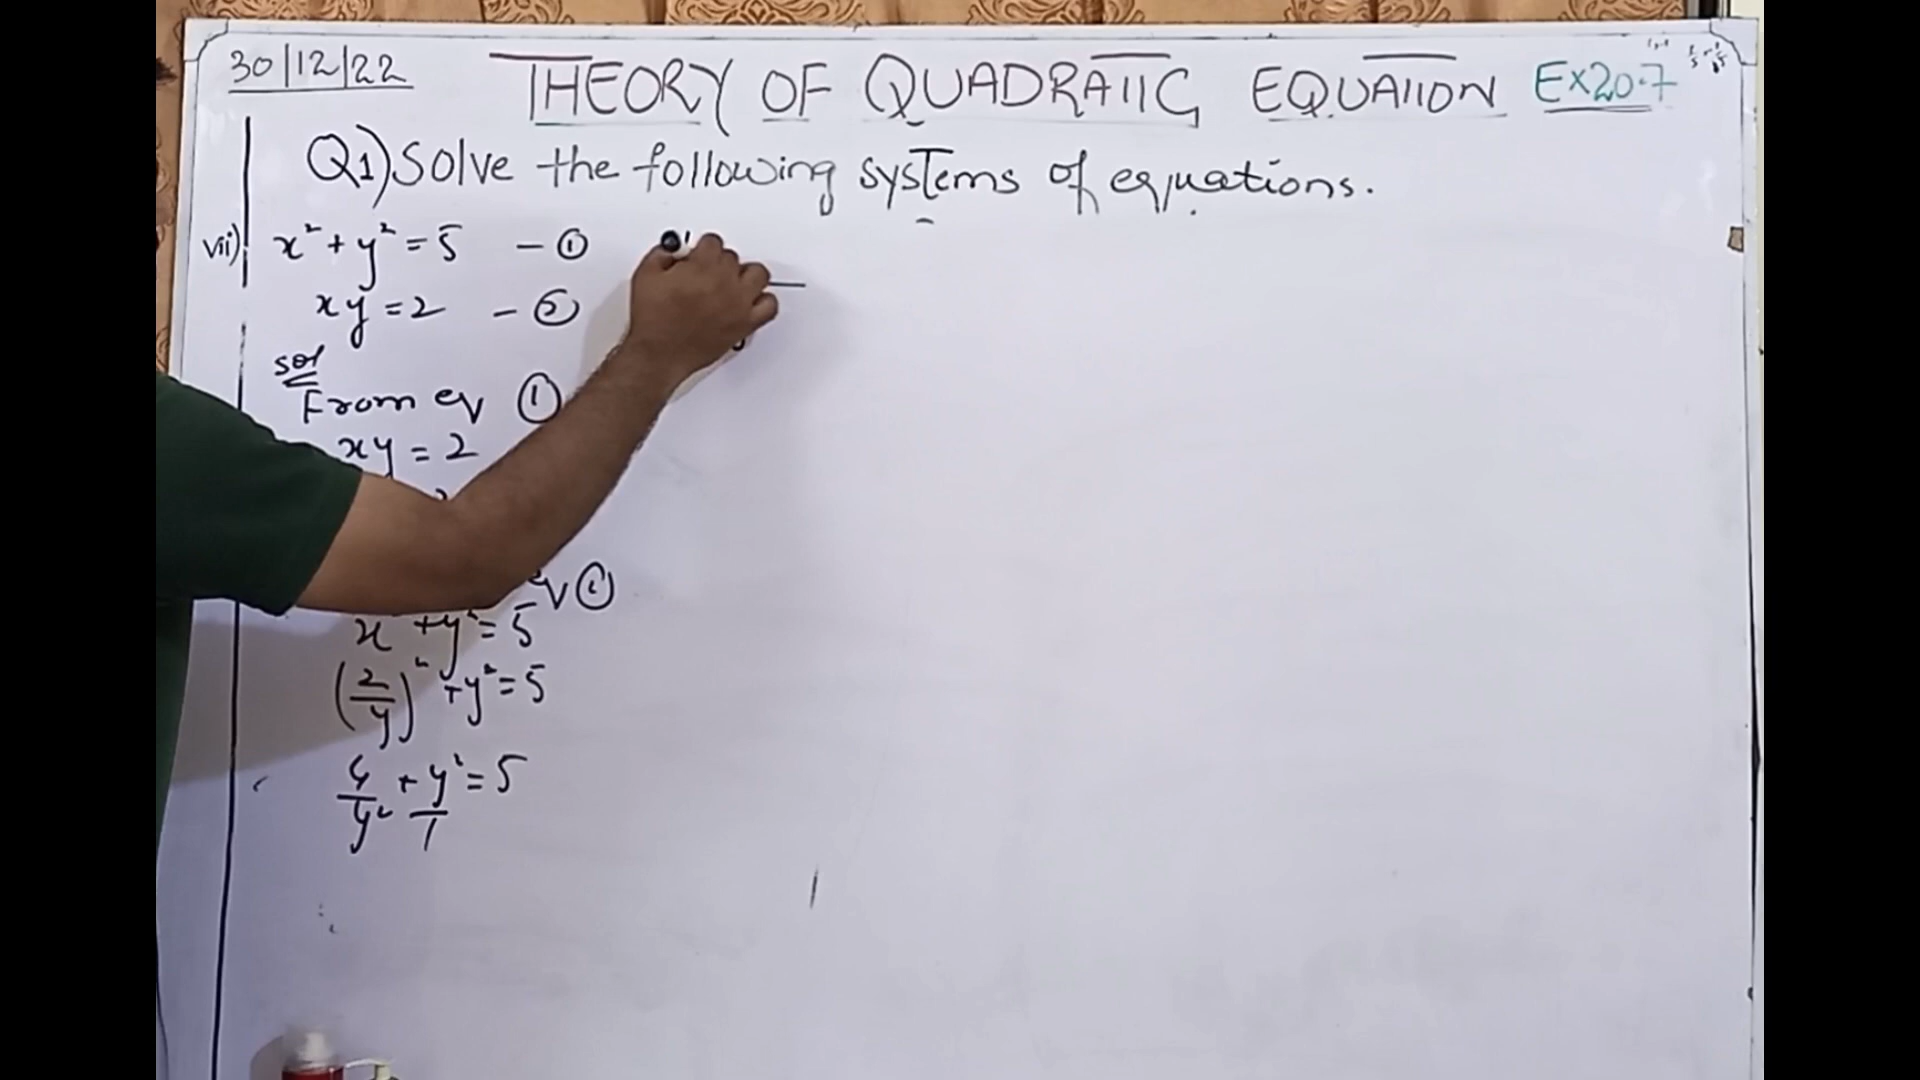 30/12/22 THEORY OF QUADRATIC EQUATION Ex20.7
Q1) Solve the following systems of equations.
vii) x² + y² = 5 - ①
xy = 2 - ②
sol
From eq ①
xy = 2
eq ①
x + y² = 5
(2/y)² + y² = 5
4/y² + y²/1 = 5